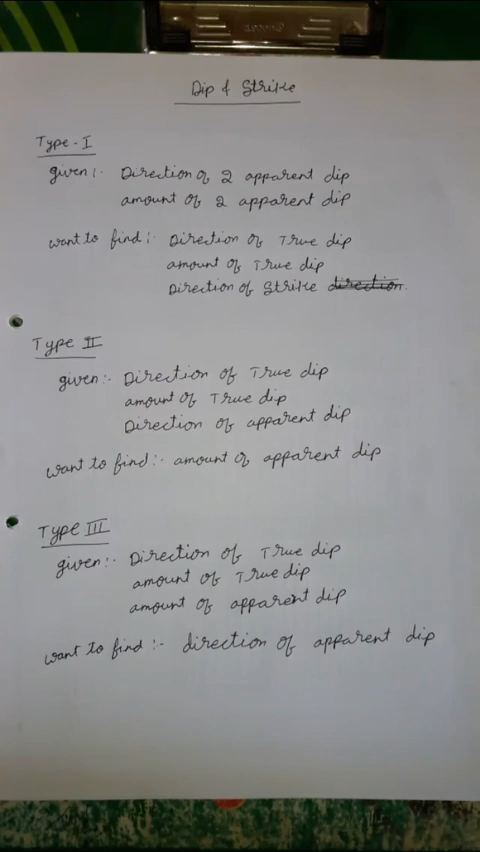 Dip & Strike
Type-I
given:- Direction of 2 apparent dip
amount of 2 apparent dip
want to find:- Direction of True dip
amount of True dip
Direction of Strike direction.
Type II
given:- Direction of True dip
amount of True dip
Direction of apparent dip
want to find:- amount of apparent dip
Type III
given:- Direction of True dip
amount of True dip
amount of apparent dip
want to find:- direction of apparent dip